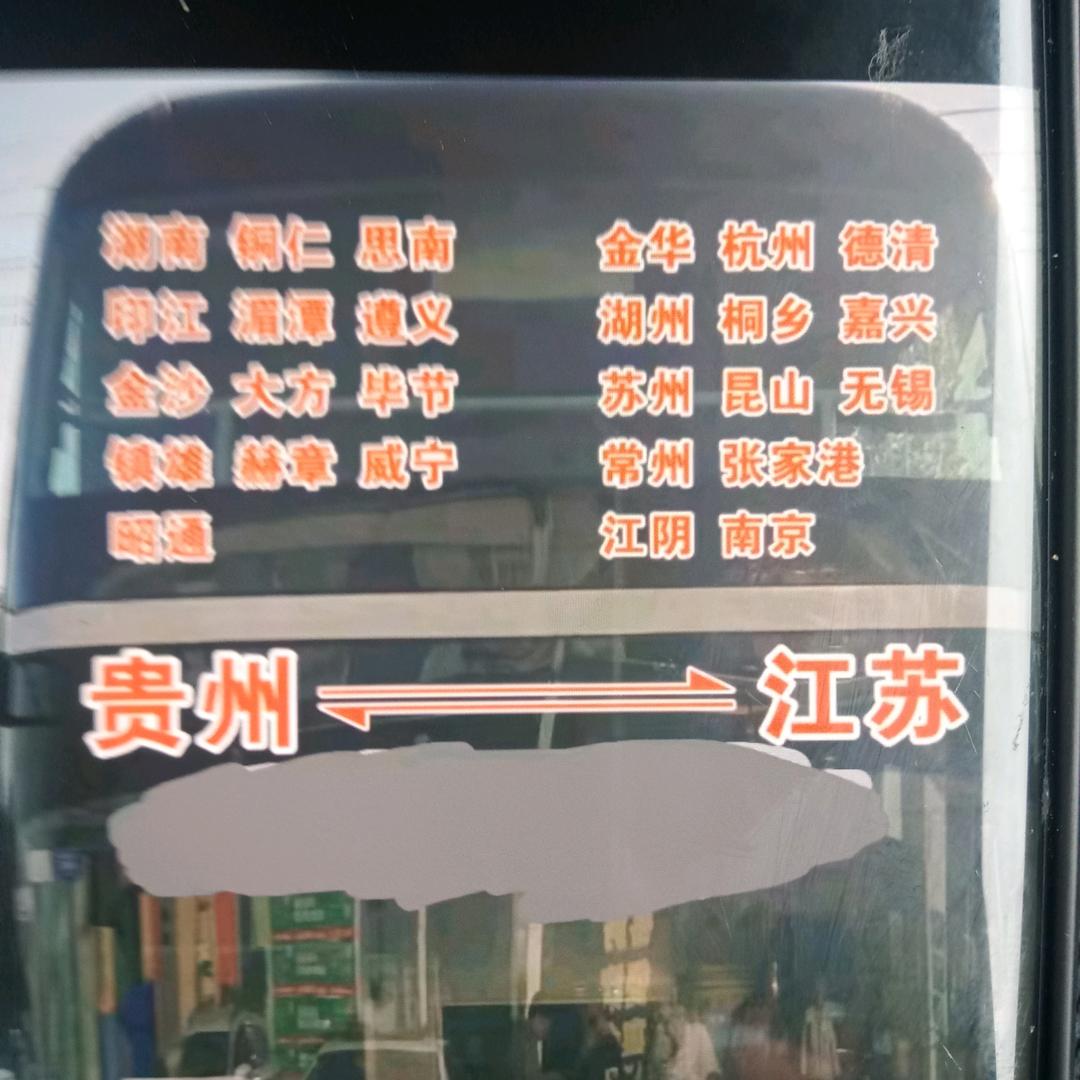 湖南 铜仁 思南 金华 杭州 德清
印江 湄潭 遵义 湖州 桐乡 嘉兴
金沙 大方 毕节 苏州 昆山 无锡
镇雄 赫章 威宁 常州 张家港
昭通 江阴 南京
贵州 江苏